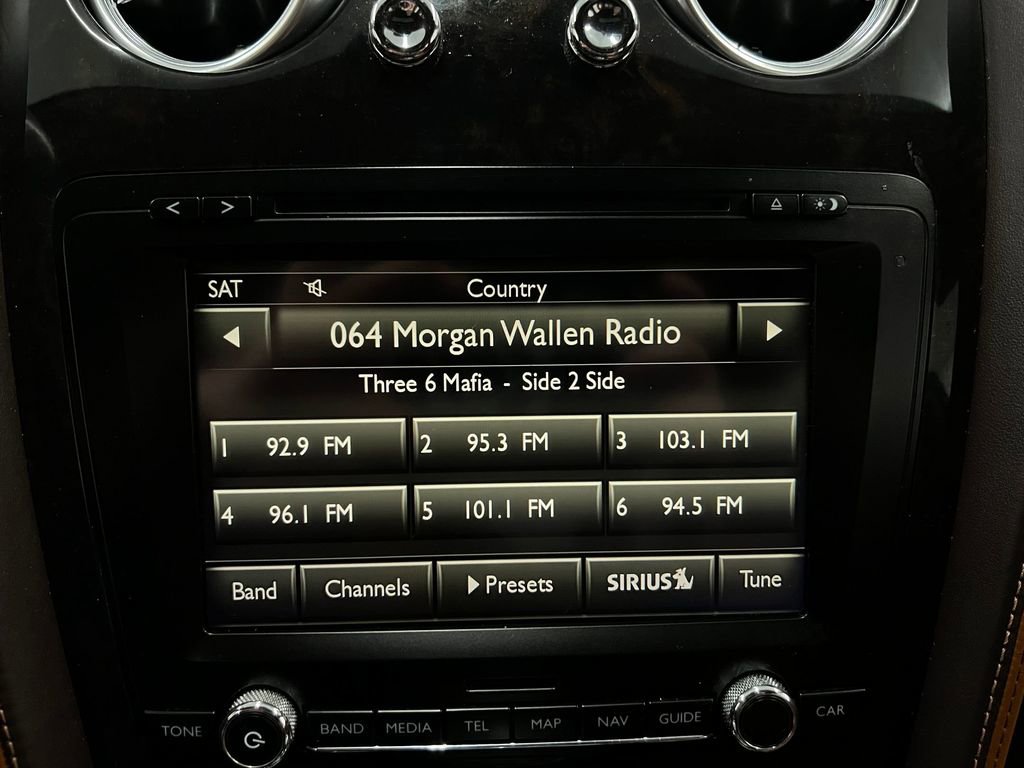 SAT Country
064 Morgan Wallen Radio
Three 6 Mafia - Side 2 Side
1 92.9 FM 2 95.3 FM 3 103.1 FM
4 96.1 FM 5 101.1 FM 6 94.5 FM
Band Channels Presets SIRIUS Tune
TONE BAND MEDIA TEL MAP NAV GUIDE CAR